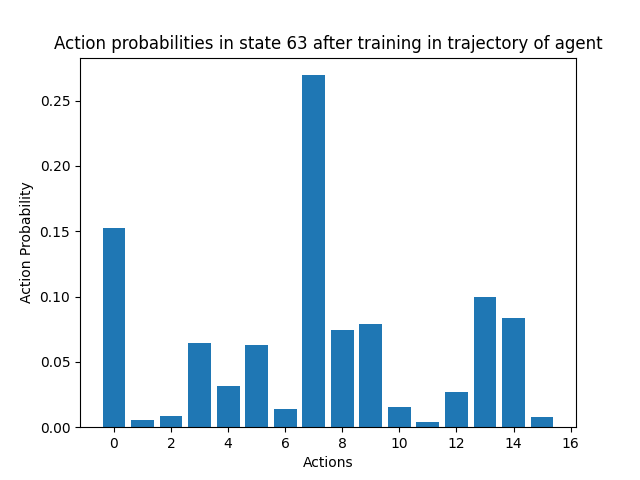 Action probabilities in state 63 after training in trajectory of agent
0.25
0.20
0.15
0.10
0.05
0.00
Action Probability
0 2 4 6 8 10 12 14 16
Actions